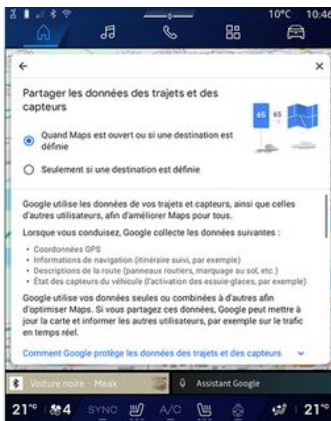 10°C 10:46
Partager les données des trajets et des
capteurs
65 65
Quand Maps est ouvert ou si une destination est
définie
Seulement si une destination est définie
Google utilise les données de vos trajets et capteurs, ainsi que celles
d'autres utilisateurs, afin d'améliorer Maps pour tous.
Lorsque vous conduisez, Google collecte les données suivantes :
• Coordonnées GPS
• Informations de navigation (itinéraire suivi, par exemple)
• Descriptions de la route (panneaux routiers, marquage au sol, etc.)
• État des capteurs du véhicule (l'activation des essuie-glaces, par exemple)
Google utilise vos données seules ou combinées à d'autres afin
d'optimiser Maps. Si vous partagez ces données, Google peut mettre à
jour la carte et informer les autres utilisateurs, par exemple sur le trafic
en temps réel.
Comment Google protège les données des trajets et capteurs
Voiture noire · Meak
Assistant Google
21°c 4 SYNC A/C 21°c